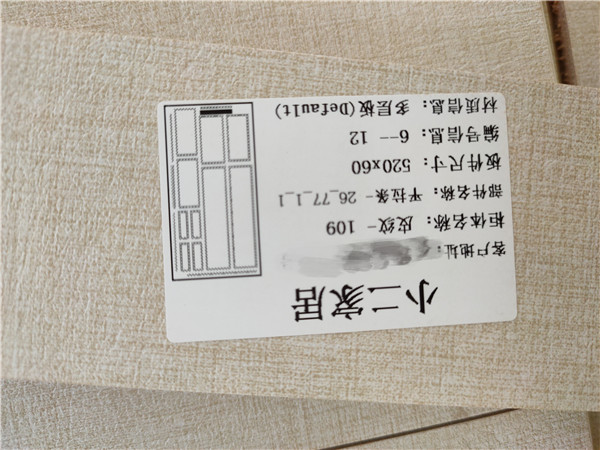 小二家居
客户地址:
柜体名称: 皮纹- 109
部件名称: 平拉条- 26_77_1_1
板件尺寸: 520x60
编号信息: 6-- 12
材质信息: 多层板(Default)